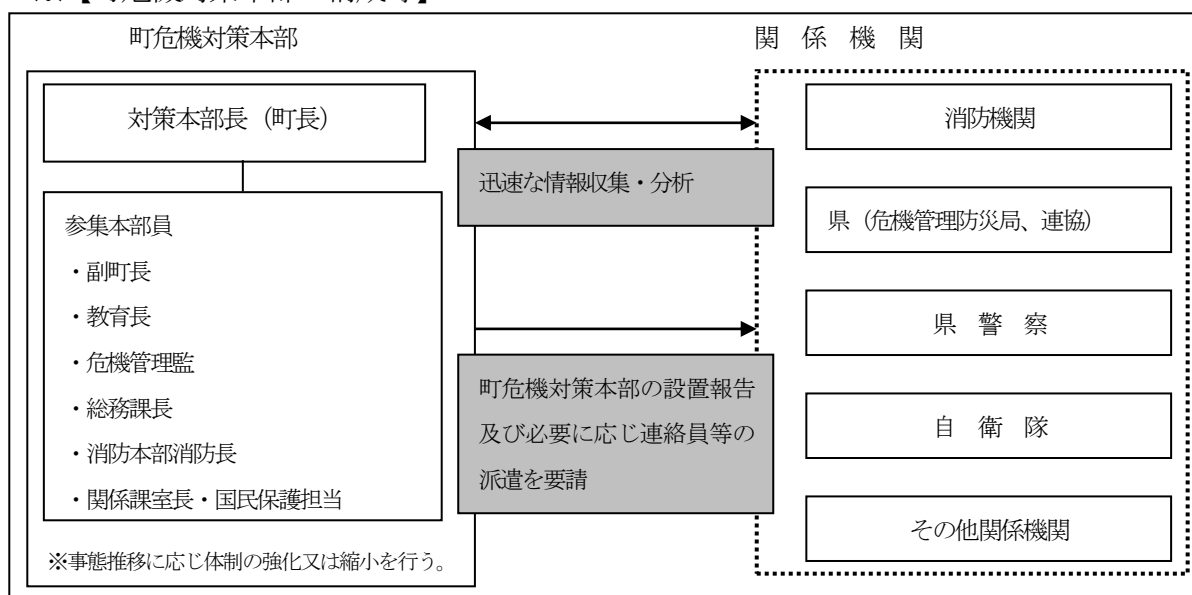 町危機対策本部
関 係 機 関
対策本部長（町長）
参集本部員
・副町長
・教育長
・危機管理監
・総務課長
・消防本部消防長
・関係課室長・国民保護担当
※事態推移に応じ体制の強化又は縮小を行う。
迅速な情報収集・分析
町危機対策本部の設置報告
及び必要に応じ連絡員等の
派遣を要請
消防機関
県（危機管理防災局、連協）
県 警 察
自 衛 隊
その他関係機関